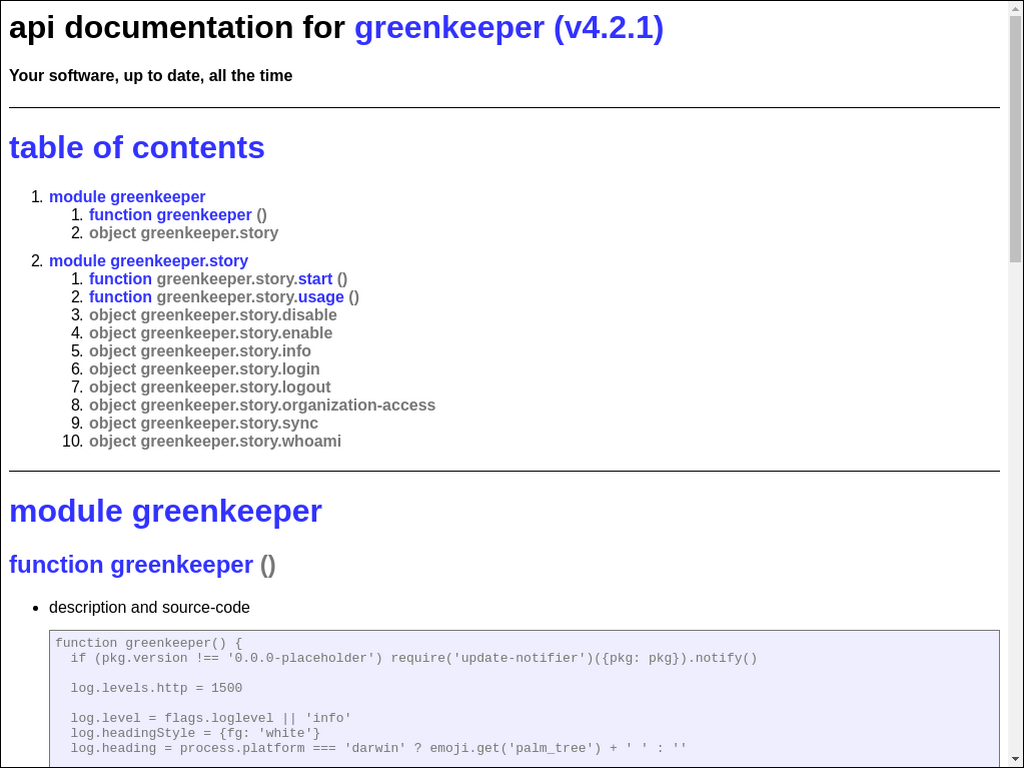 api documentation for greenkeeper (v4.2.1)
Your software, up to date, all the time
table of contents
1. module greenkeeper
1. function greenkeeper ()
2. object greenkeeper.story
2. module greenkeeper.story
1. function greenkeeper.story.start ()
2. function greenkeeper.story.usage ()
3. object greenkeeper.story.disable
4. object greenkeeper.story.enable
5. object greenkeeper.story.info
6. object greenkeeper.story.login
7. object greenkeeper.story.logout
8. object greenkeeper.story.organization-access
9. object greenkeeper.story.sync
10. object greenkeeper.story.whoami
module greenkeeper
function greenkeeper ()
• description and source-code
function greenkeeper() {
  if (pkg.version !== '0.0.0-placeholder') require('update-notifier')({pkg: pkg}).notify()
  log.levels.http = 1500
  log.level = flags.loglevel || 'info'
  log.headingStyle = {fg: 'white'}
  log.heading = process.platform === 'darwin' ? emoji.get('palm_tree') + ' ' : ''